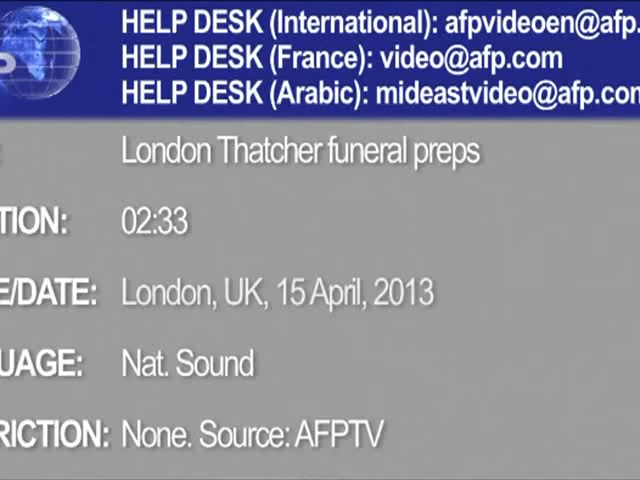 HELP DESK (International): afpvideoen@afp.
HELP DESK (France): video@afp.com
P
HELP DESK (Arabic): mideastvideo@afp.com
: London Thatcher funeral preps
TION: 02:33
E/DATE: London, UK, 15 April, 2013
UAGE: Nat. Sound
RICTION: None. Source: AFPTV